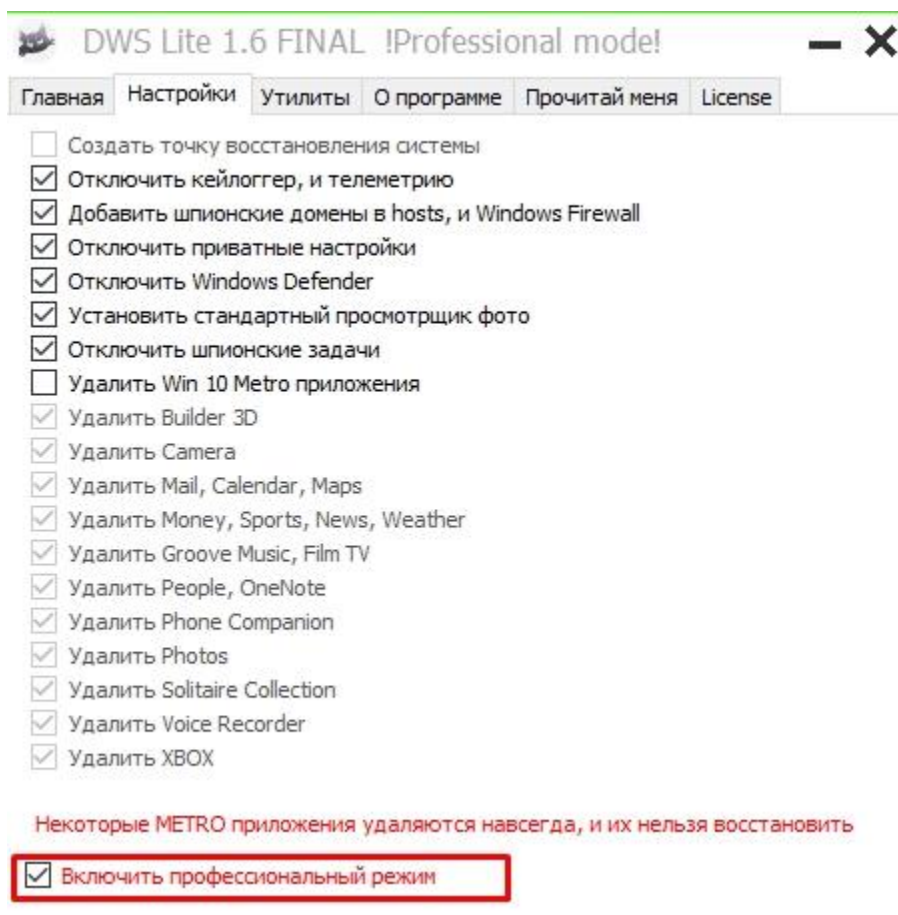 DWS Lite 1.6 FINAL !Professional mode!
Главная Настройки Утилиты О программе Прочитай меня License
Создать точку восстановления системы
Отключить кейлоггер, и телеметрию
Добавить шпионские домены в hosts, и Windows Firewall
Отключить приватные настройки
Отключить Windows Defender
Установить стандартный просмотрщик фото
Отключить шпионские задачи
Удалить Win 10 Metro приложения
Удалить Builder 3D
Удалить Camera
Удалить Mail, Calendar, Maps
Удалить Money, Sports, News, Weather
Удалить Groove Music, Film TV
Удалить People, OneNote
Удалить Phone Companion
Удалить Photos
Удалить Solitaire Collection
Удалить Voice Recorder
Удалить XBOX
Некоторые METRO приложения удаляются навсегда, и их нельзя восстановить
Включить профессиональный режим